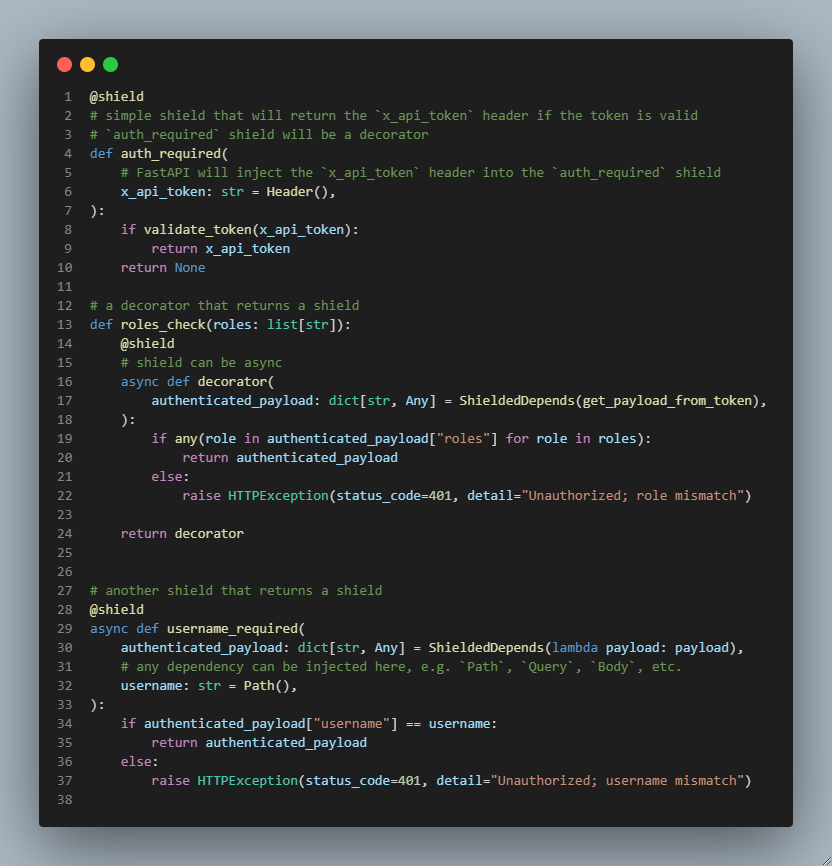 1 @shield
2 # simple shield that will return the `x_api_token` header if the token is valid
3 # `auth_required` shield will be a decorator
4 def auth_required(
5     # FastAPI will inject the `x_api_token` header into the `auth_required` shield
6     x_api_token: str = Header(),
7 ):
8     if validate_token(x_api_token):
9         return x_api_token
10     return None
11
12 # a decorator that returns a shield
13 def roles_check(roles: list[str]):
14     @shield
15     # shield can be async
16     async def decorator(
17         authenticated_payload: dict[str, Any] = ShieldedDepends(get_payload_from_token),
18     ):
19         if any(role in authenticated_payload["roles"] for role in roles):
20             return authenticated_payload
21         else:
22             raise HTTPException(status_code=401, detail="Unauthorized; role mismatch")
23
24     return decorator
25
26
27 # another shield that returns a shield
28 @shield
29 async def username_required(
30     authenticated_payload: dict[str, Any] = ShieldedDepends(lambda payload: payload),
31     # any dependency can be injected here, e.g. `Path`, `Query`, `Body`, etc.
32     username: str = Path(),
33 ):
34     if authenticated_payload["username"] == username:
35         return authenticated_payload
36     else:
37         raise HTTPException(status_code=401, detail="Unauthorized; username mismatch")
38